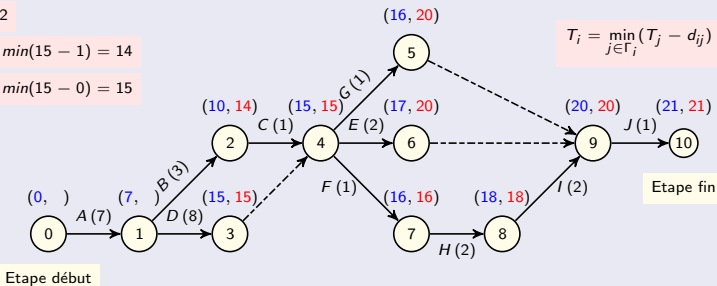 2
min(15 − 1) = 14
min(15 − 0) = 15
T_i = min_{j∈Γ_i}(T_j − d_{ij})
(16, 20)
5
G (1)
(10, 14)
(15, 15)
(17, 20)
(20, 20)
(21, 21)
2
C (1)
4
E (2)
6
9
J (1)
10
B (3)
F (1)
I (2)
Etape fin
(0, )
(7, )
(15, 15)
(16, 16)
(18, 18)
0
A (7)
1
D (8)
3
7
H (2)
8
Etape début